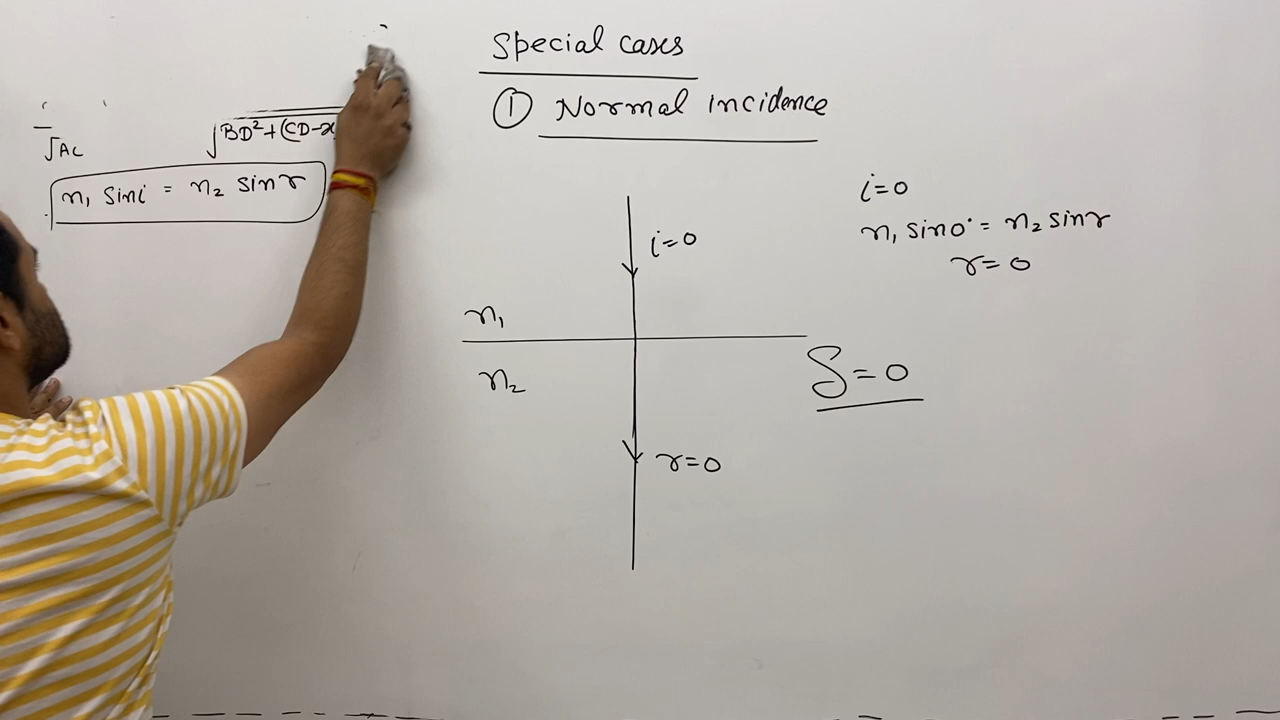 Special cases
① Normal incidence
√AC
√BD²+(CD-x
n₁ sini = n₂ sinr
i=0
n₁ sin0° = n₂ sinr
r=0
i=0
n₁
n₂
δ=0
r=0